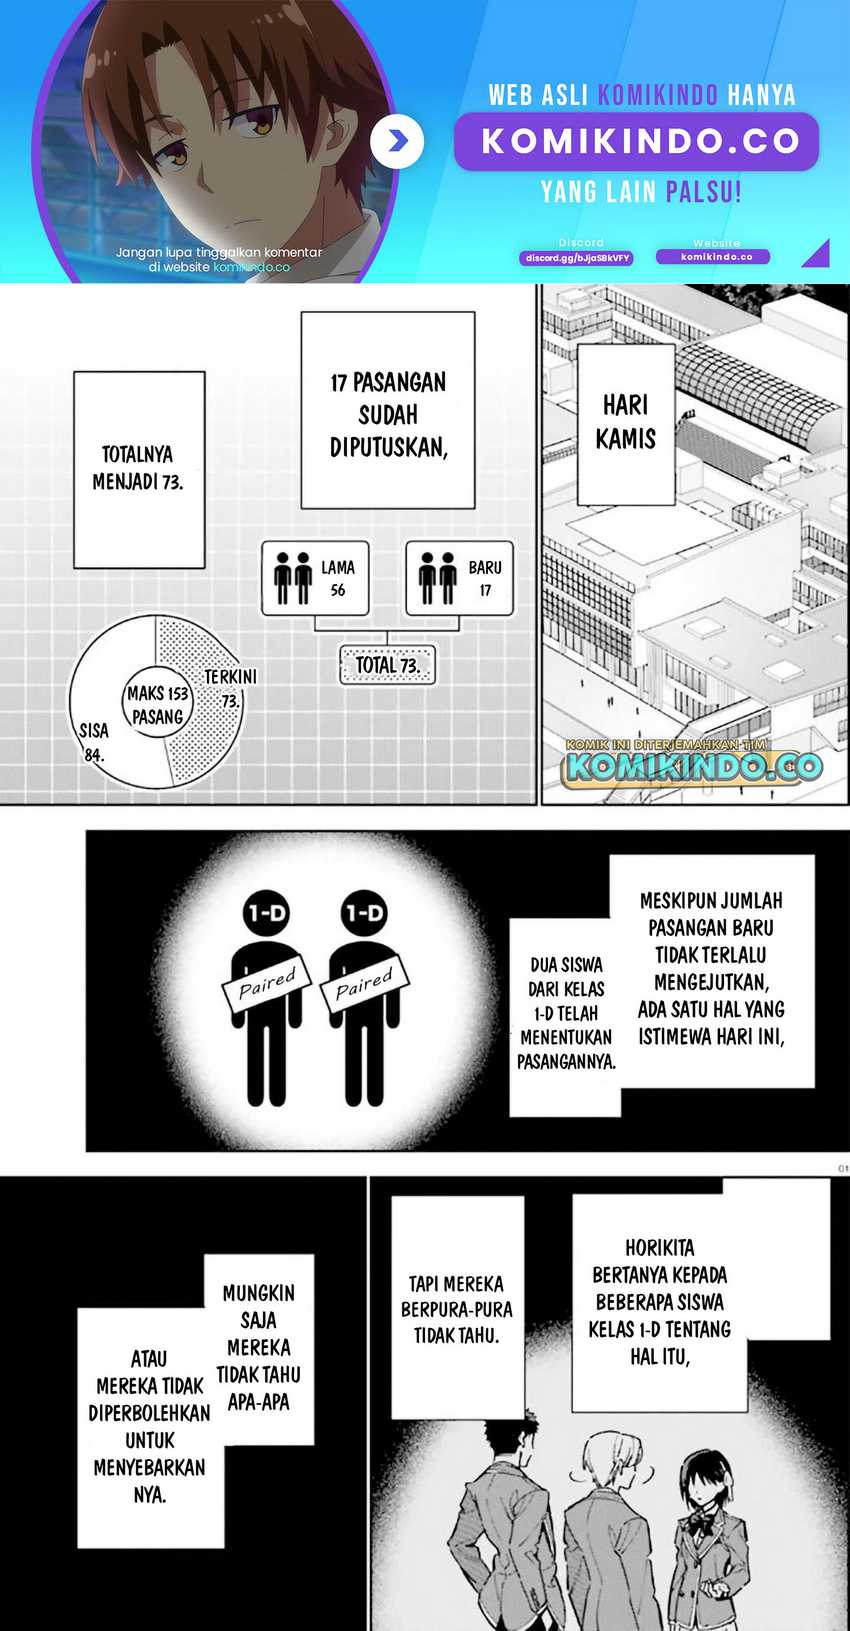 WEB ASLI KOMIKINDO HANYA
KOMIKINDO.CO
YANG LAIN PALSU!
Discord
discord.gg/bJjaSBkVFY
Website
komikindo.co
Jangan lupa tinggalkan komentar
di website komikindo.co
HARI
KAMIS
17 PASANGAN
SUDAH
DIPUTUSKAN,
TOTALNYA
MENJADI 73.
LAMA
56
BARU
17
TOTAL 73.
TERKINI
73.
MAKS 153
PASANG
SISA
84.
KOMIK INI DITERJEMAHKAN TIM
KOMIKINDO.CO
MESKIPUN JUMLAH
PASANGAN BARU
TIDAK TERLALU
MENGEJUTKAN,
ADA SATU HAL YANG
ISTIMEWA HARI INI,
DUA SISWA
DARI KELAS
1-D TELAH
MENENTUKAN
PASANGANNYA.
1-D
1-D
Paired
Paired
01
HORIKITA
BERTANYA KEPADA
BEBERAPA SISWA
KELAS 1-D TENTANG
HAL ITU,
TAPI MEREKA
BERPURA-PURA
TIDAK TAHU.
MUNGKIN
SAJA
MEREKA
TIDAK TAHU
APA-APA
ATAU
MEREKA TIDAK
DIPERBOLEHKAN
UNTUK
MENYEBARKAN
NYA.